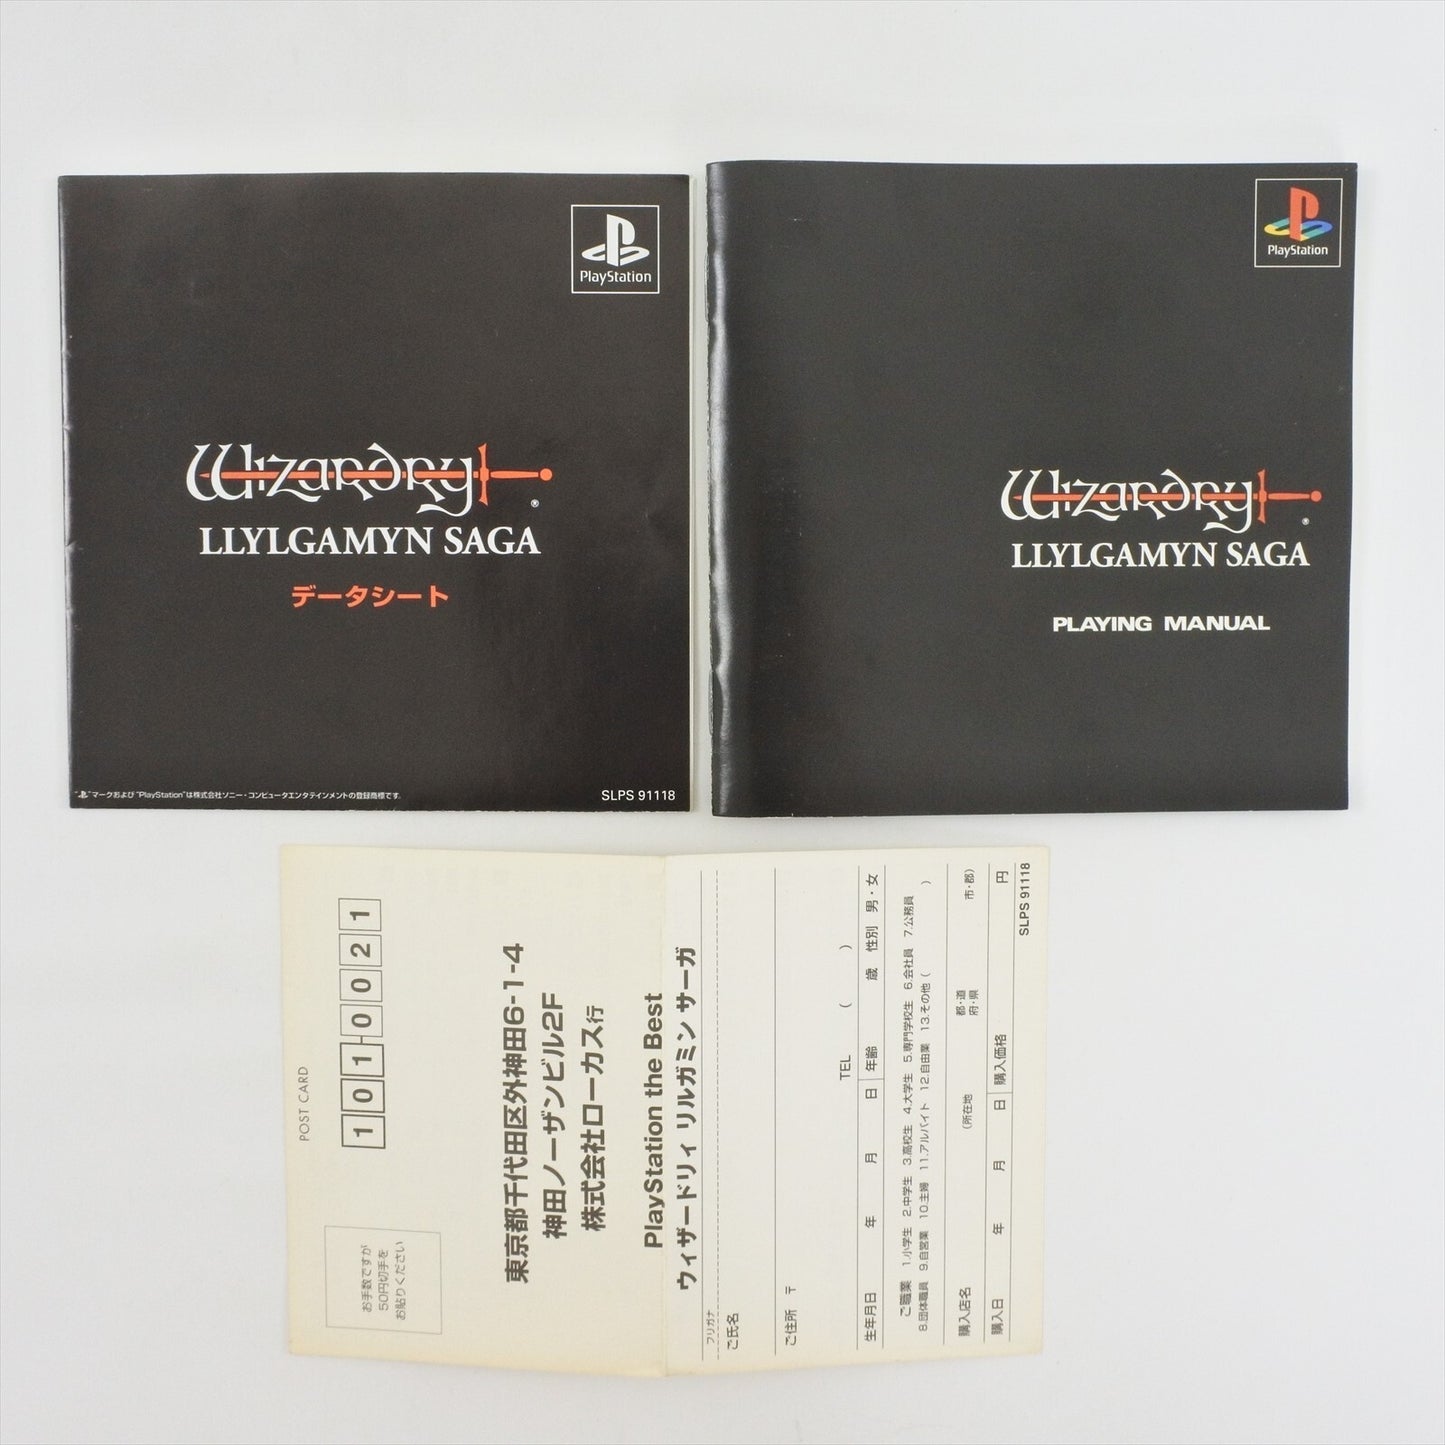 PlayStation
Wizardry®
LLYLGAMYN SAGA
データシート
"PS"マークおよび"PlayStation"は株式会社ソニー・コンピュータエンタテインメントの登録商標です。
SLPS 91118
PlayStation
Wizardry®
LLYLGAMYN SAGA
PLAYING MANUAL
POST CARD
101-0021
お手数ですが
50円切手を
お貼りください
東京都千代田区外神田6-1-4
神田ノーザンビル2F
株式会社ローカス行
PlayStation the Best
ウィザードリィ リルガミン サーガ
フリガナ
ご氏名
ご住所 〒
TEL ( )
生年月日 年 月 日 年齢 歳 性別 男・女
ご職業 1.小学生 2.中学生 3.高校生 4.大学生 5.専門学校生 6.会社員 7.公務員
8.団体職員 9.自営業 10.主婦 11.アルバイト 12.自由業 13.その他 ( )
購入店名 (所在地 都・道 府・県 市・郡)
購入日 年 月 日 購入価格 円
SLPS 91118